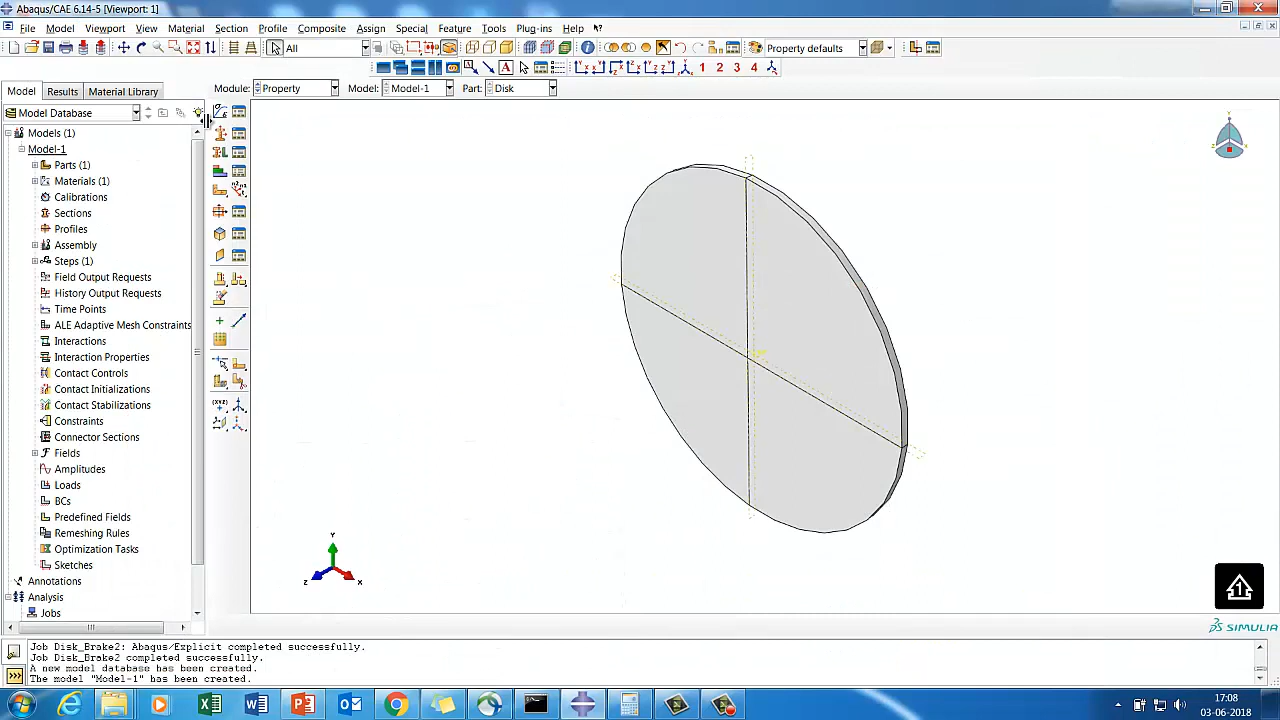 Abaqus/CAE 6.14-5 [Viewport: 1]
File Model Viewport View Material Section Profile Composite Assign Special Feature Tools Plug-ins Help
All
Property defaults
1 2 3 4
Model Results Material Library
Module: Property Model: Model-1 Part: Disk
Model Database
Models (1)
Model-1
Parts (1)
Materials (1)
Calibrations
Sections
Profiles
Assembly
Steps (1)
Field Output Requests
History Output Requests
Time Points
ALE Adaptive Mesh Constraints
Interactions
Interaction Properties
Contact Controls
Contact Initializations
Contact Stabilizations
Constraints
Connector Sections
Fields
Amplitudes
Loads
BCs
Predefined Fields
Remeshing Rules
Optimization Tasks
Sketches
Annotations
Analysis
Jobs
Y
Z X
1
SIMULIA
Job Disk_Brake2: Abaqus/Explicit completed successfully.
Job Disk_Brake2 completed successfully.
A new model database has been created.
The model "Model-1" has been created.
17:08
03-06-2018